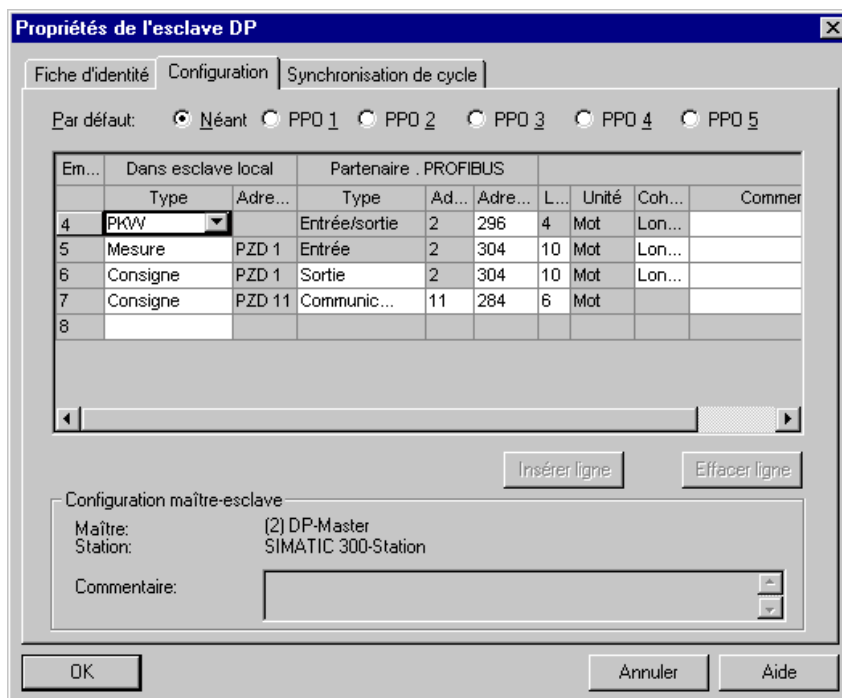 Propriétés de l'esclave DP
Fiche d'identité Configuration Synchronisation de cycle
Par défaut: Néant PPO 1 PPO 2 PPO 3 PPO 4 PPO 5
Em... Dans esclave local Partenaire . PROFIBUS
Type Adre... Type Ad... Adre... L... Unité Coh... Commer
4 PKW Entrée/sortie 2 296 4 Mot Lon...
5 Mesure PZD 1 Entrée 2 304 10 Mot Lon...
6 Consigne PZD 1 Sortie 2 304 10 Mot Lon...
7 Consigne PZD 11 Communic... 11 284 6 Mot
8
Insérer ligne Effacer ligne
Configuration maître-esclave
Maître: (2) DP-Master
Station: SIMATIC 300-Station
Commentaire:
OK Annuler Aide